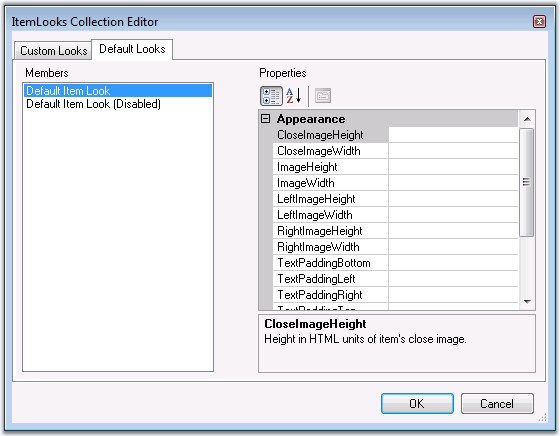 ItemLooks Collection Editor
Custom Looks
Default Looks
Members
Default Item Look
Default Item Look (Disabled)
Properties
A
Z
Appearance
CloseImageHeight
CloseImageWidth
ImageHeight
ImageWidth
LeftImageHeight
LeftImageWidth
RightImageHeight
RightImageWidth
TextPaddingBottom
TextPaddingLeft
TextPaddingRight
TextPaddingTop
CloseImageHeight
Height in HTML units of item's close image.
OK
Cancel